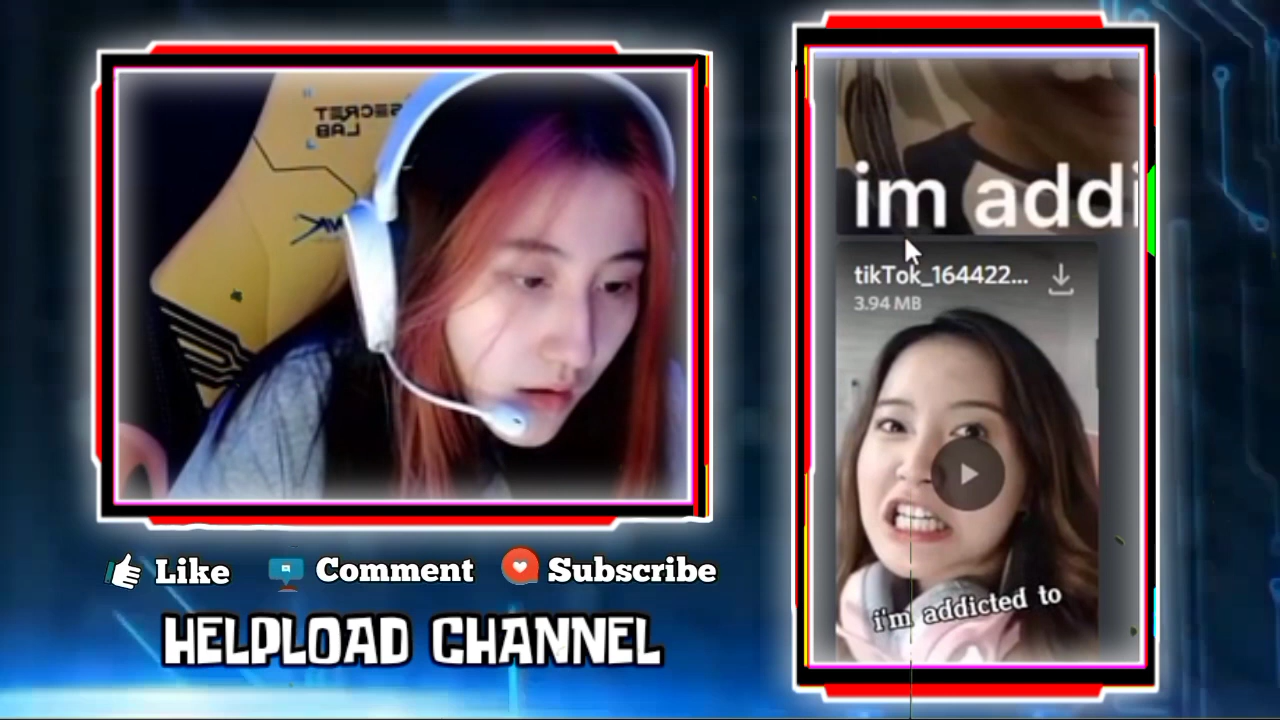 SECRET
LAB
im addi
tikTok_164422...
3.94 MB
i'm addicted to
Like
Comment
Subscribe
HELPLOAD CHANNEL